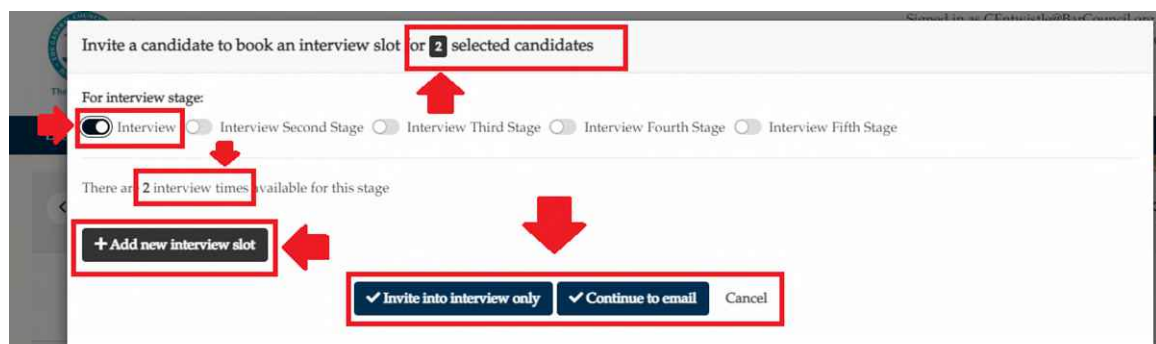 Signed in as CEntwistle@BarCouncil.org
Invite a candidate to book an interview slot for 2 selected candidates
The
For interview stage:
Interview Interview Second Stage Interview Third Stage Interview Fourth Stage Interview Fifth Stage
There are 2 interview times available for this stage
+ Add new interview slot
Invite into interview only Continue to email Cancel